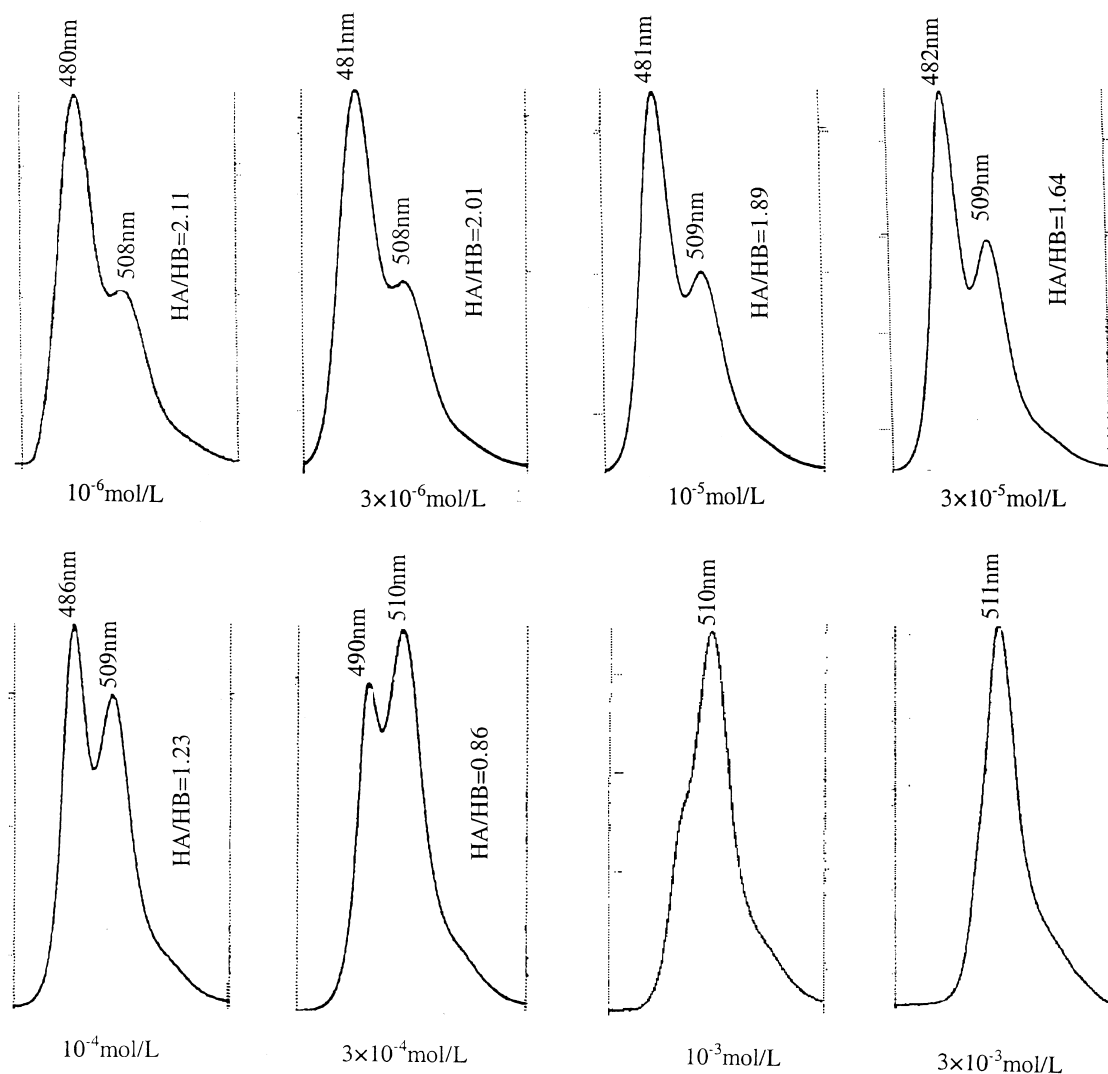 480nm
508nm
HA/HB=2.11
10⁻⁶mol/L
481nm
508nm
HA/HB=2.01
3×10⁻⁶mol/L
481nm
509nm
HA/HB=1.89
10⁻⁵mol/L
482nm
509nm
HA/HB=1.64
3×10⁻⁵mol/L
486nm
509nm
HA/HB=1.23
10⁻⁴mol/L
490nm
510nm
HA/HB=0.86
3×10⁻⁴mol/L
510nm
10⁻³mol/L
511nm
3×10⁻³mol/L